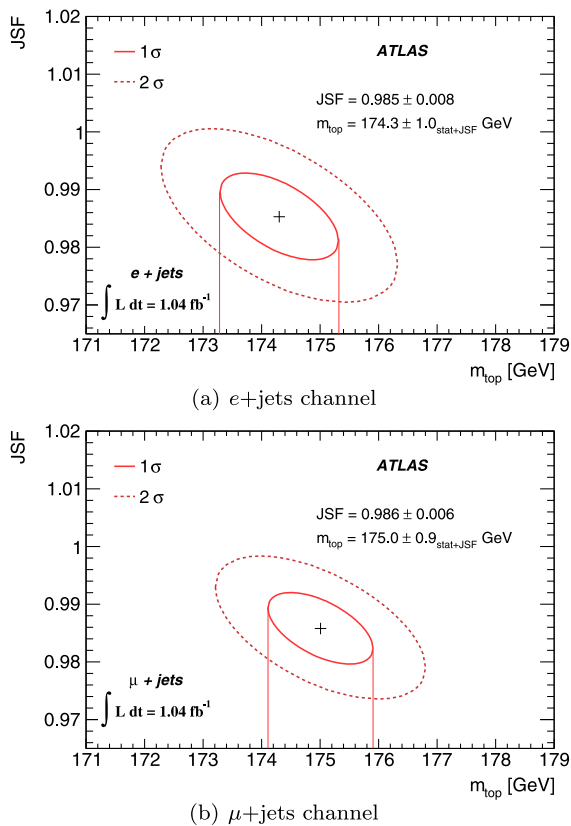 JSF
1.02
1.01
1
0.99
0.98
0.97
1 σ
2 σ
ATLAS
JSF = 0.985 ± 0.008
m_top = 174.3 ± 1.0_stat+JSF GeV
e + jets
∫ L dt = 1.04 fb⁻¹
171 172 173 174 175 176 177 178 179
m_top [GeV]
(a) e+jets channel
JSF
1.02
1.01
1
0.99
0.98
0.97
1 σ
2 σ
ATLAS
JSF = 0.986 ± 0.006
m_top = 175.0 ± 0.9_stat+JSF GeV
μ + jets
∫ L dt = 1.04 fb⁻¹
171 172 173 174 175 176 177 178 179
m_top [GeV]
(b) μ+jets channel